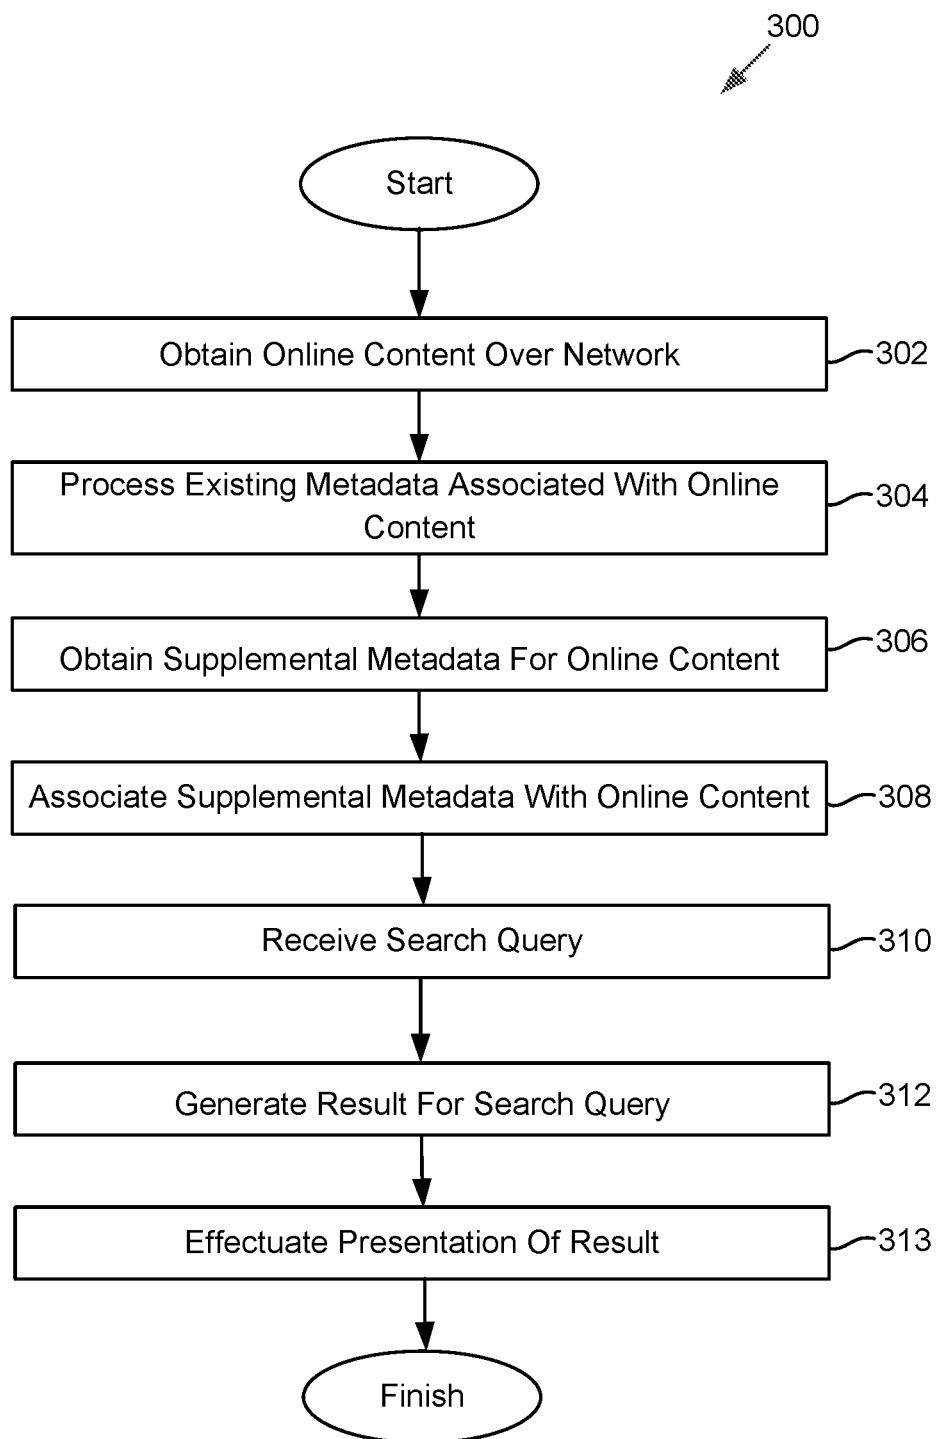 300
Start
Obtain Online Content Over Network
302
Process Existing Metadata Associated With Online
Content
304
Obtain Supplemental Metadata For Online Content
306
Associate Supplemental Metadata With Online Content
308
Receive Search Query
310
Generate Result For Search Query
312
Effectuate Presentation Of Result
313
Finish